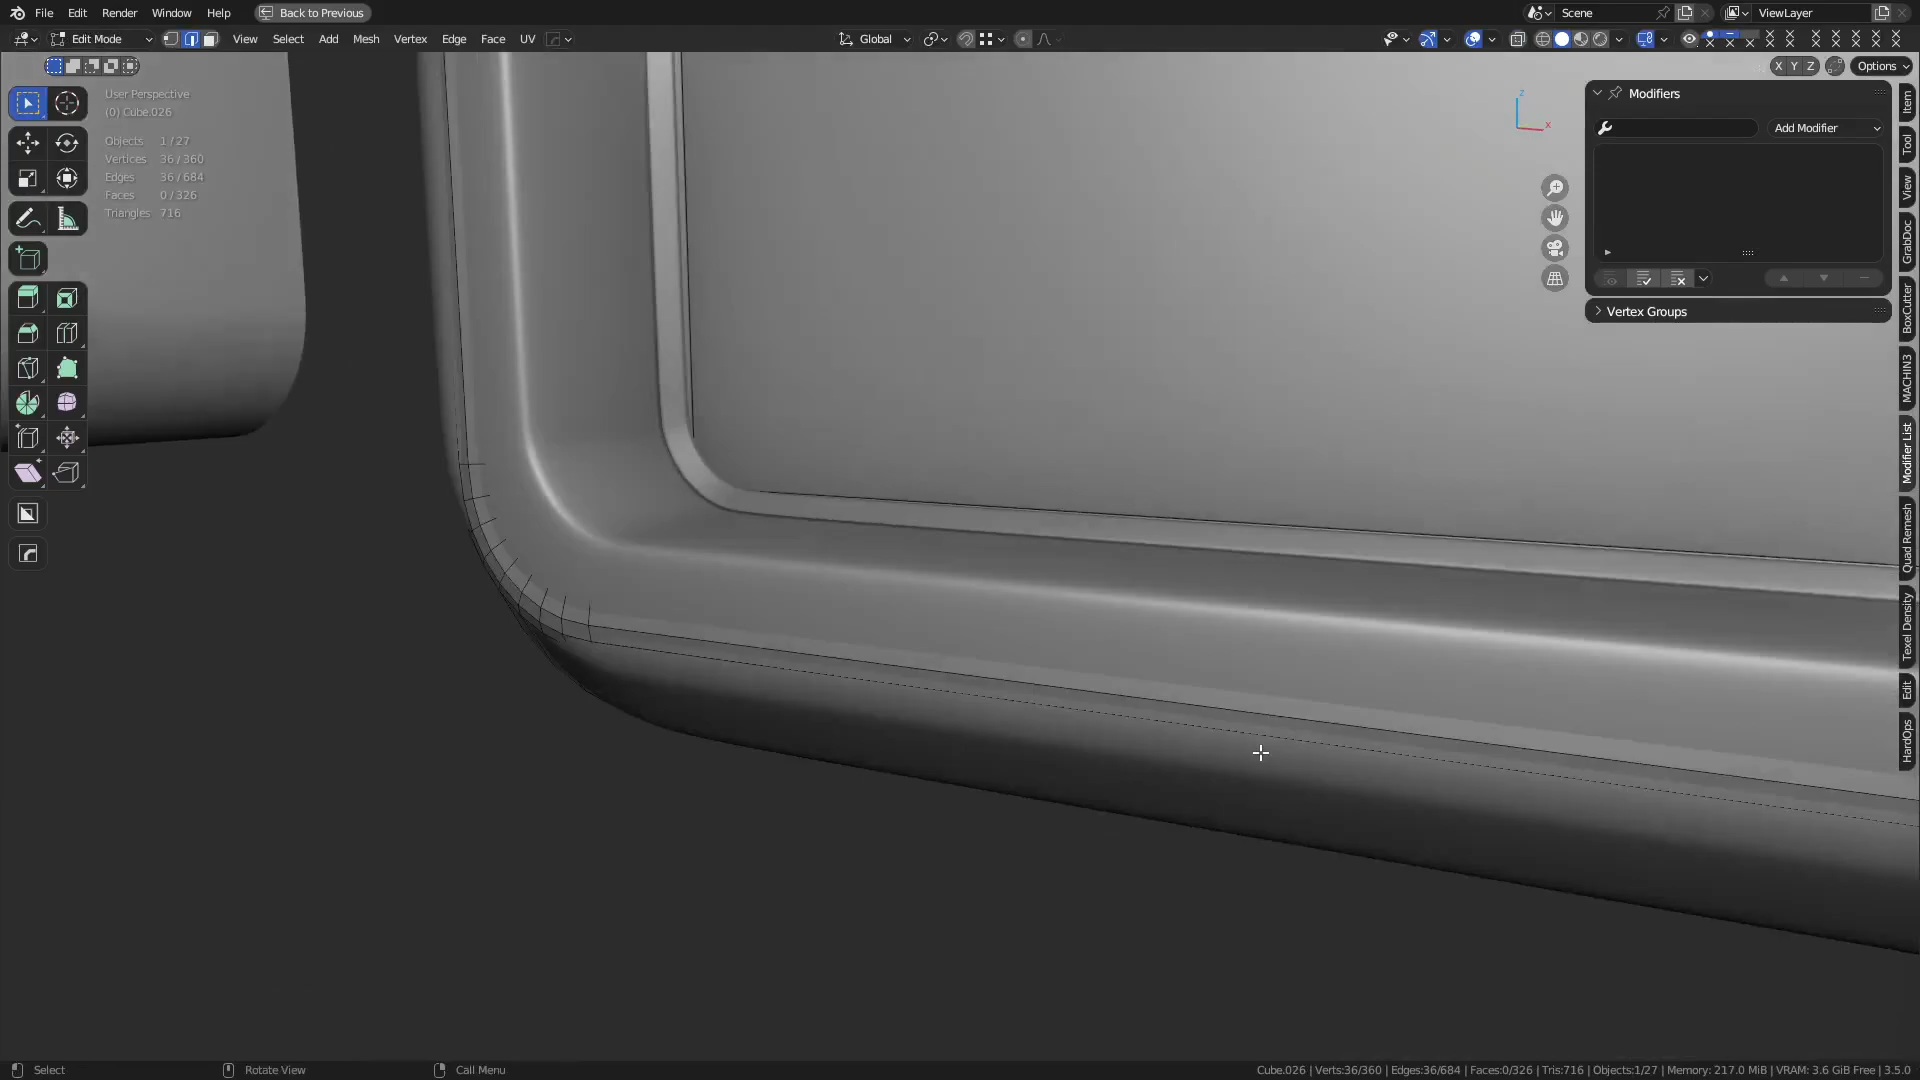 File Edit Render Window Help Back to Previous Scene ViewLayer
Edit Mode View Select Add Mesh Vertex Edge Face UV Global
X Y Z Options
User Perspective
(0) Cube.026
Objects 1 / 27
Vertices 36 / 360
Edges 36 / 684
Faces 0 / 326
Triangles 716
Z
X
Modifiers
Add Modifier
Vertex Groups
Item
Tool
View
GrabDoc
BoxCutter
MACHIN3
Modifier List
Quad Remesh
Texel Density
Edit
HardOps
Select Rotate View Call Menu Cube.026 | Verts:36/360 | Edges:36/684 | Faces:0/326 | Tris:716 | Objects:1/27 | Memory: 217.0 MiB | VRAM: 3.6 GiB Free | 3.5.0